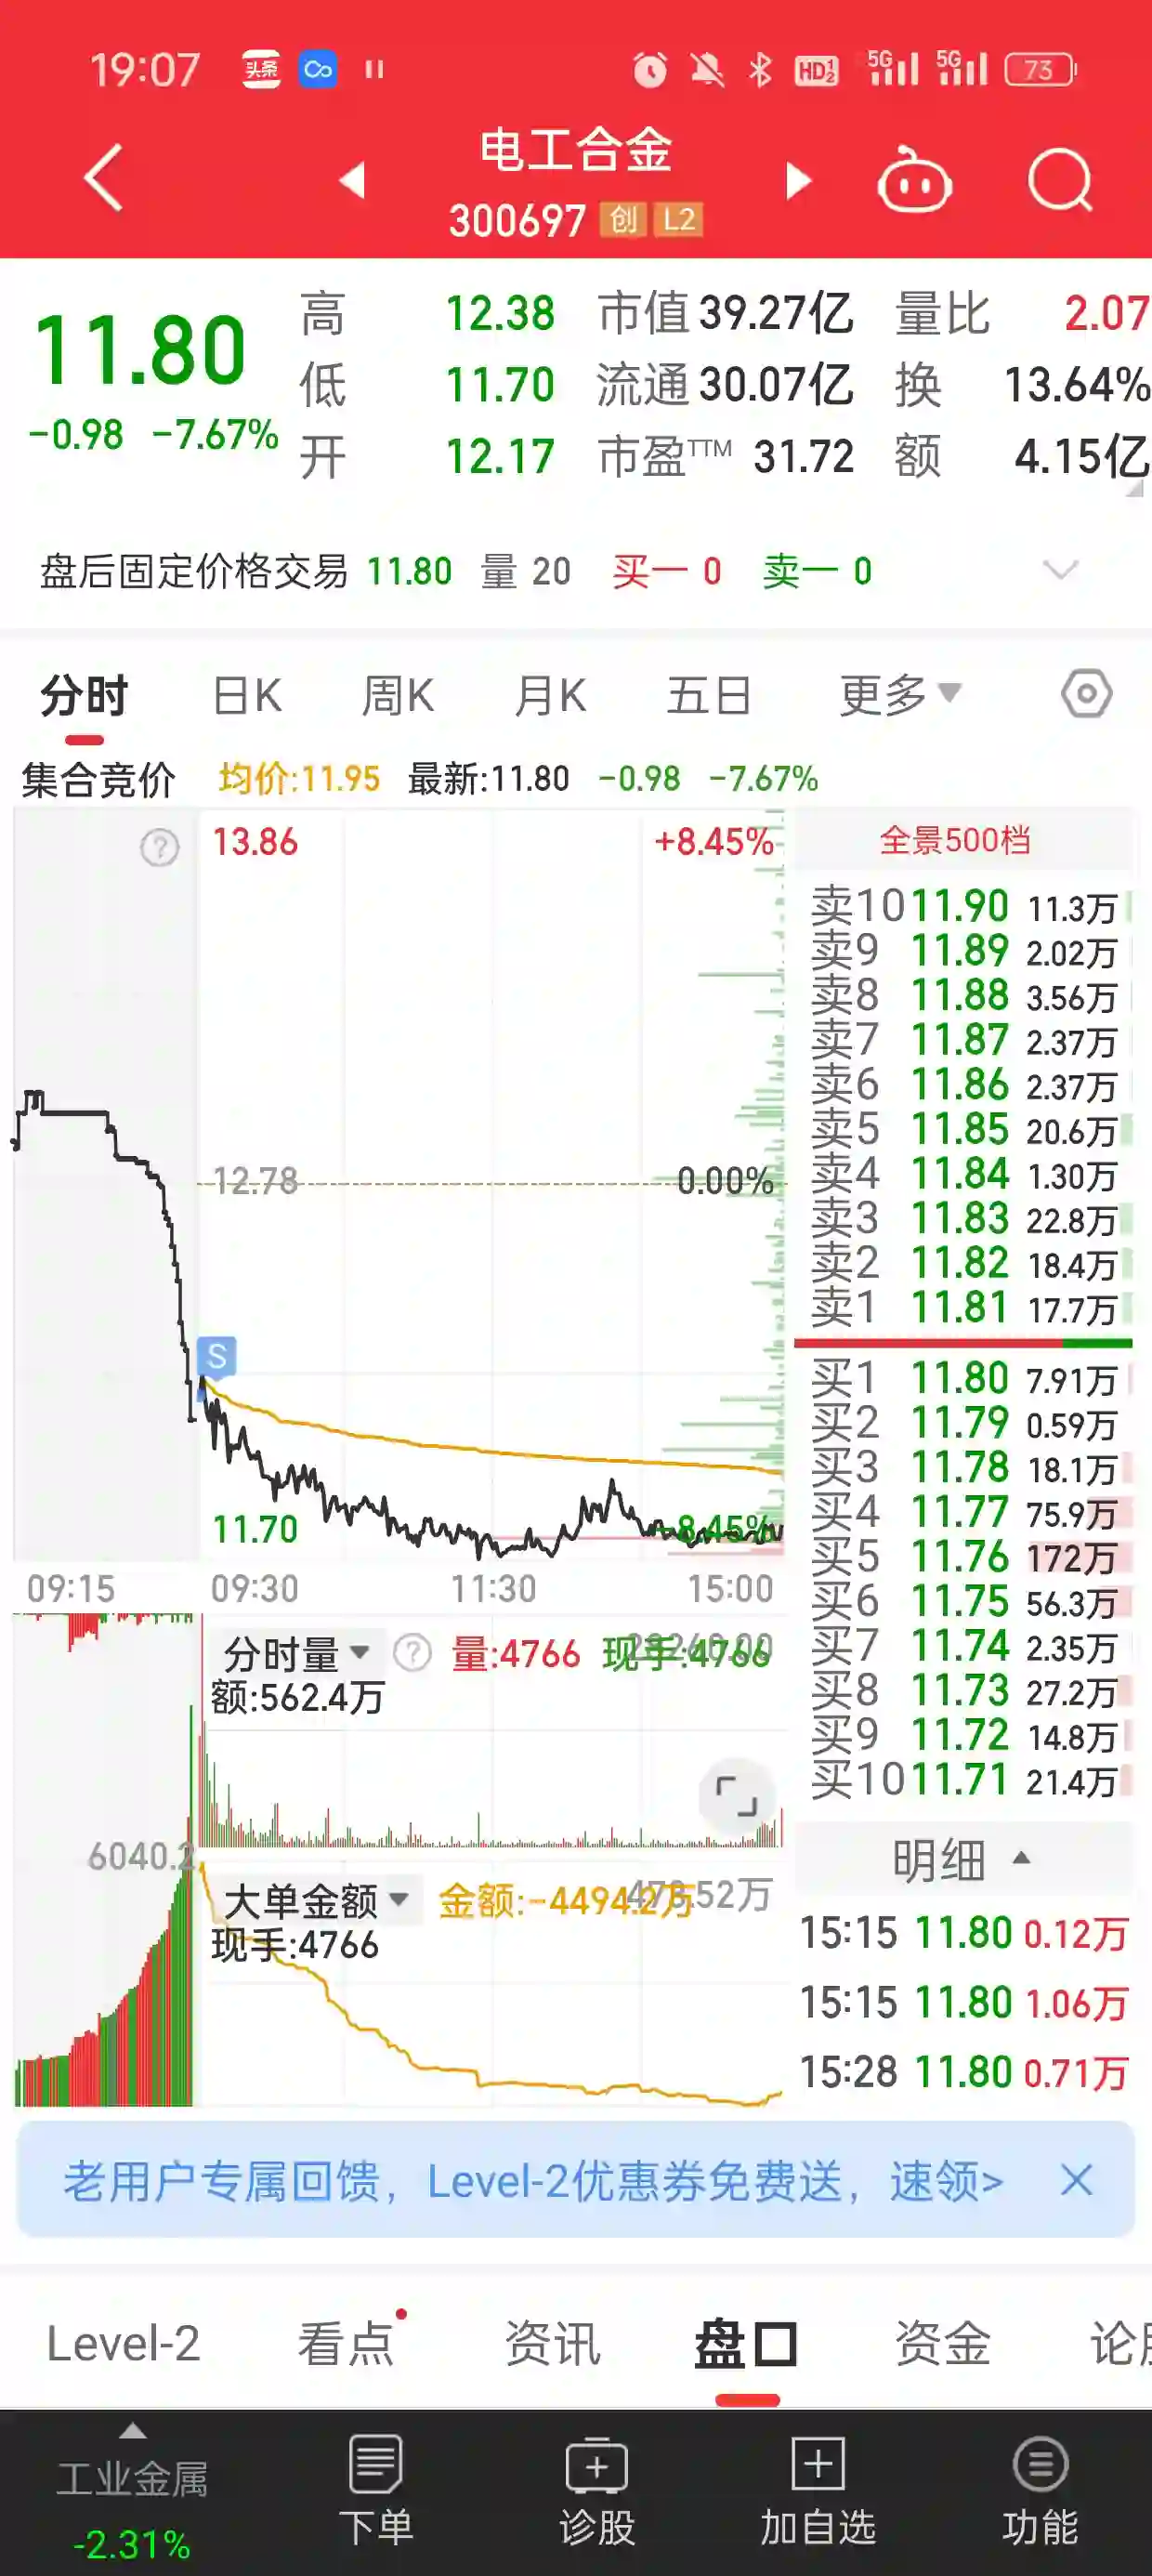 19:07 头条 HD 1 2 5G 5G 73
电工合金
300697 创 L2
11.80
-0.98 -7.67%
高 12.38 市值 39.27亿 量比 2.07
低 11.70 流通 30.07亿 换 13.64%
开 12.17 市盈TTM 31.72 额 4.15亿
盘后固定价格交易 11.80 量 20 买一 0 卖一 0
分时 日K 周K 月K 五日 更多
集合竞价 均价:11.95 最新:11.80 -0.98 -7.67%
13.86 +8.45%
12.78 0.00%
S
11.70 -8.45%
09:15 09:30 11:30 15:00
全景500档
卖10 11.90 11.3万
卖9 11.89 2.02万
卖8 11.88 3.56万
卖7 11.87 2.37万
卖6 11.86 2.37万
卖5 11.85 20.6万
卖4 11.84 1.30万
卖3 11.83 22.8万
卖2 11.82 18.4万
卖1 11.81 17.7万
买1 11.80 7.91万
买2 11.79 0.59万
买3 11.78 18.1万
买4 11.77 75.9万
买5 11.76 172万
买6 11.75 56.3万
买7 11.74 2.35万
买8 11.73 27.2万
买9 11.72 14.8万
买10 11.71 21.4万
分时量 ? 量:4766 现手:4766
额:562.4万
6040.2
大单金额 金额:-4494.2万
现手:4766
明细
15:15 11.80 0.12万
15:15 11.80 1.06万
15:28 11.80 0.71万
老用户专属回馈，Level-2优惠券免费送，速领> ×
Level-2 看点 资讯 盘口 资金 论
工业金属 下单 诊股 加自选 功能
-2.31%